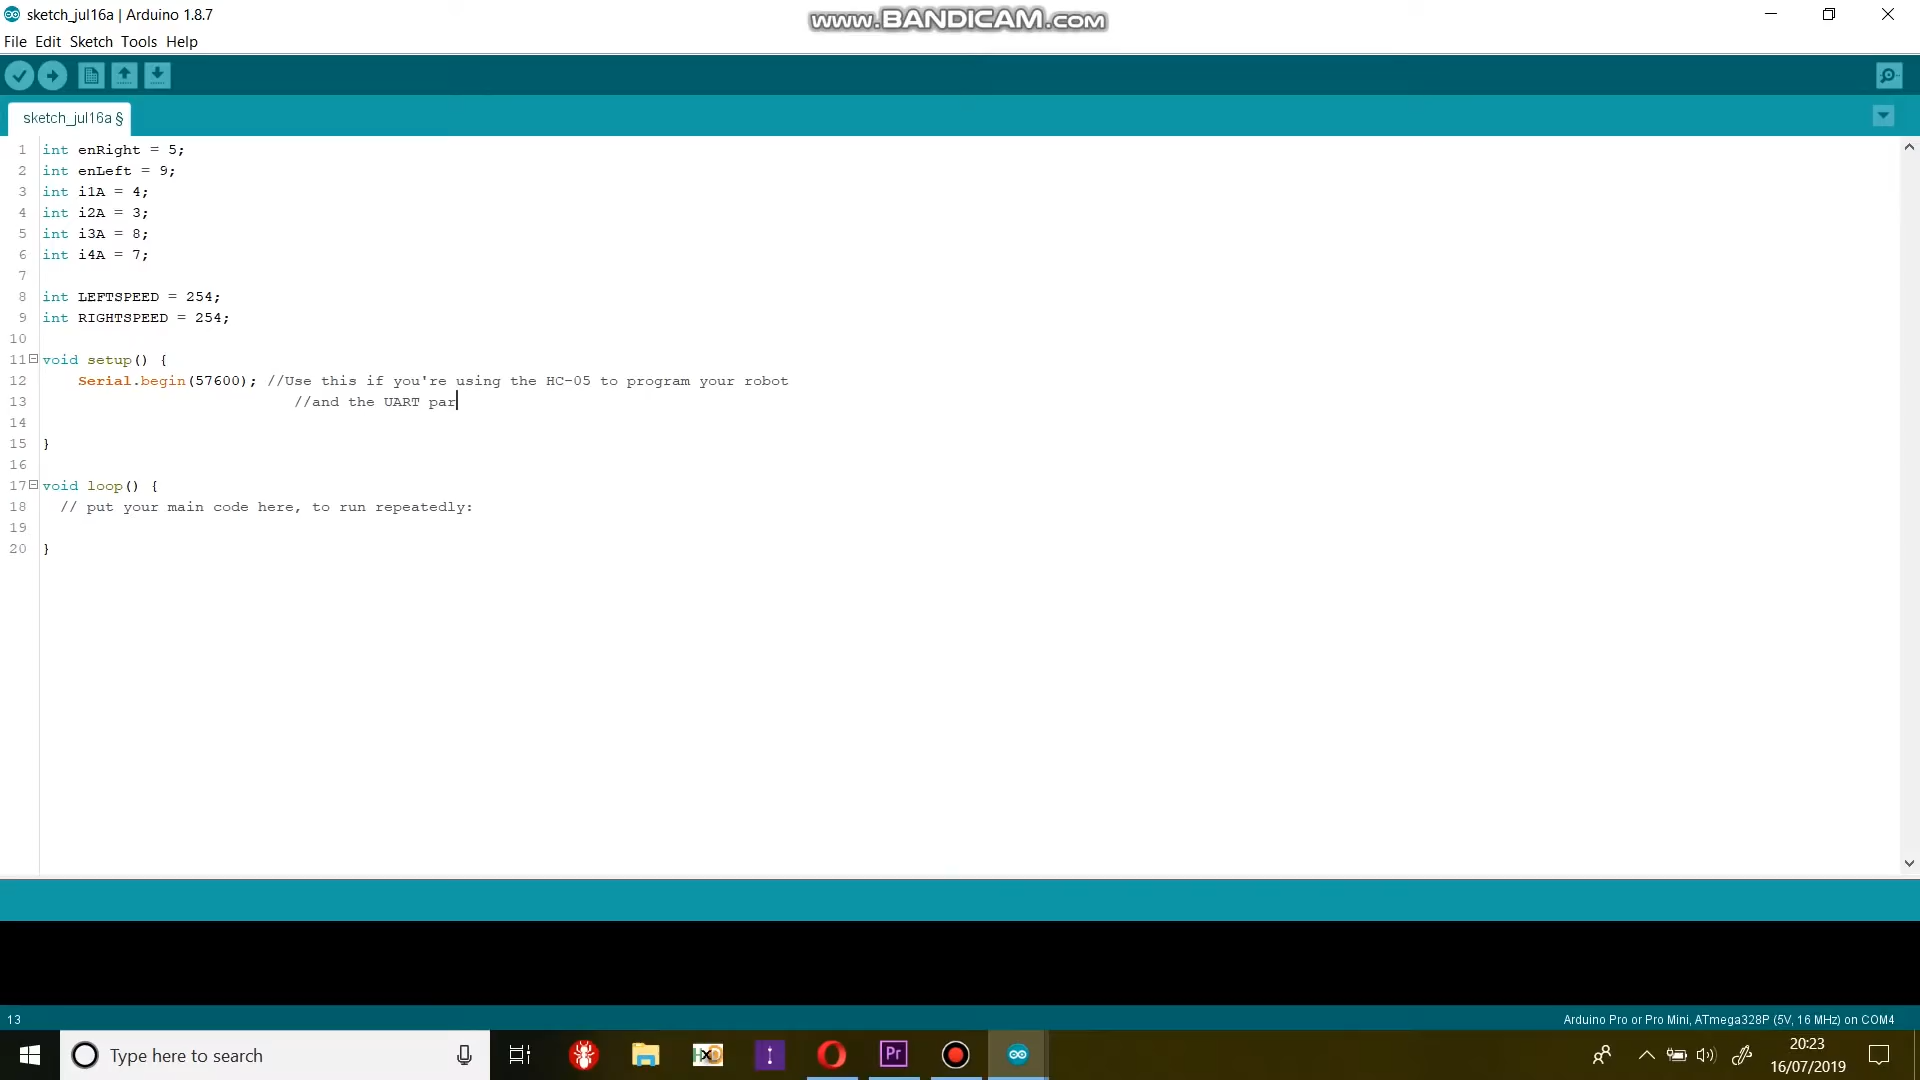 sketch_jul16a | Arduino 1.8.7
www.BANDICAM.com
File Edit Sketch Tools Help
sketch_jul16a §
1 int enRight = 5;
2 int enLeft = 9;
3 int i1A = 4;
4 int i2A = 3;
5 int i3A = 8;
6 int i4A = 7;
7
8 int LEFTSPEED = 254;
9 int RIGHTSPEED = 254;
10
11 void setup() {
12 Serial.begin(57600); //Use this if you're using the HC-05 to program your robot
13 //and the UART par
14
15 }
16
17 void loop() {
18 // put your main code here, to run repeatedly:
19
20 }
13
Arduino Pro or Pro Mini, ATmega328P (5V, 16 MHz) on COM4
Type here to search
Pr
20:23
16/07/2019